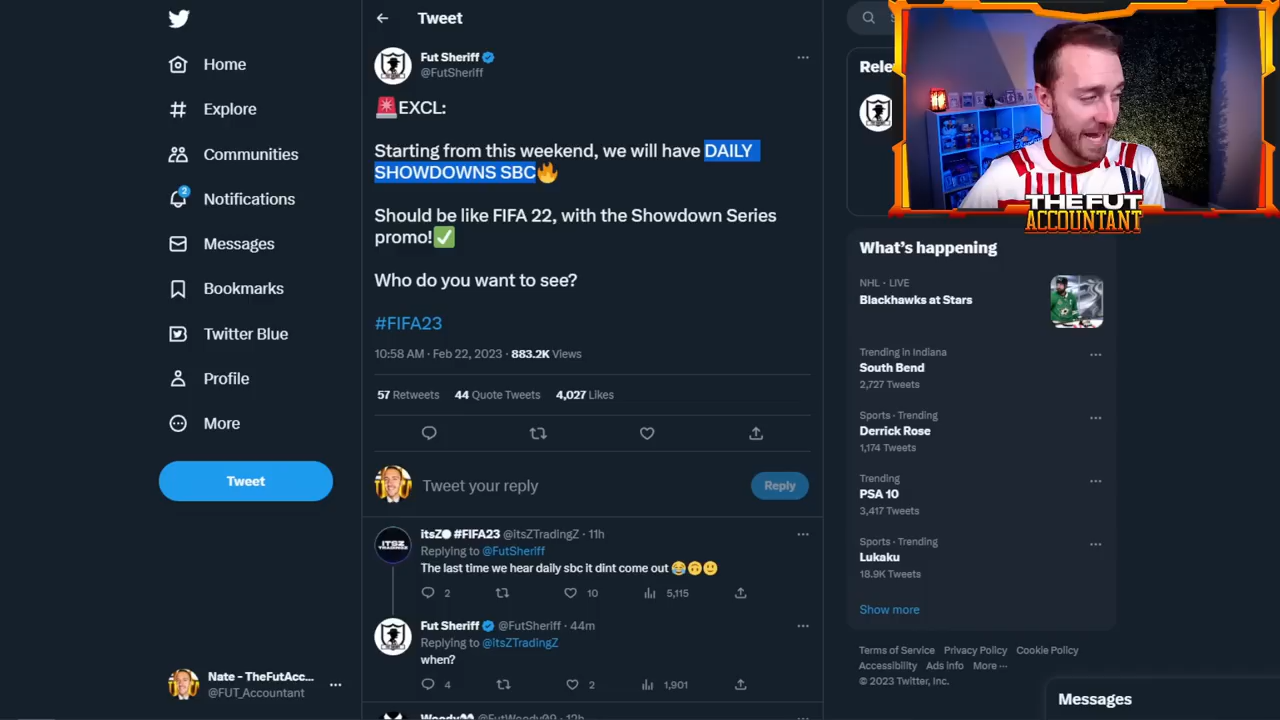 Home
Explore
Communities
2
Notifications
Messages
Bookmarks
Twitter Blue
Profile
More
Tweet
Nate - TheFutAcc...
@FUT_Accountant
Tweet
Fut Sheriff
@FutSheriff
🚨EXCL:
Starting from this weekend, we will have DAILY
SHOWDOWNS SBC🔥
Should be like FIFA 22, with the Showdown Series
promo!✅
Who do you want to see?
#FIFA23
10:58 AM · Feb 22, 2023 · 883.2K Views
57 Retweets 44 Quote Tweets 4,027 Likes
Tweet your reply
Reply
ITSZ
TRADINGZ
itsZ #FIFA23 @itsZTradingZ · 11h
Replying to @FutSheriff
The last time we hear daily sbc it dint come out 😂🙃🙂
2 10 5,115
Fut Sheriff @FutSheriff · 44m
Replying to @itsZTradingZ
when?
4 2 1,901
Woody @FutWoody09 · 12h
Rele
THE FUT
ACCOUNTANT
What's happening
NHL · LIVE
Blackhawks at Stars
Trending in Indiana
South Bend
2,727 Tweets
Sports · Trending
Derrick Rose
1,174 Tweets
Trending
PSA 10
3,417 Tweets
Sports · Trending
Lukaku
18.9K Tweets
Show more
Terms of Service Privacy Policy Cookie Policy
Accessibility Ads info More ···
© 2023 Twitter, Inc.
Messages